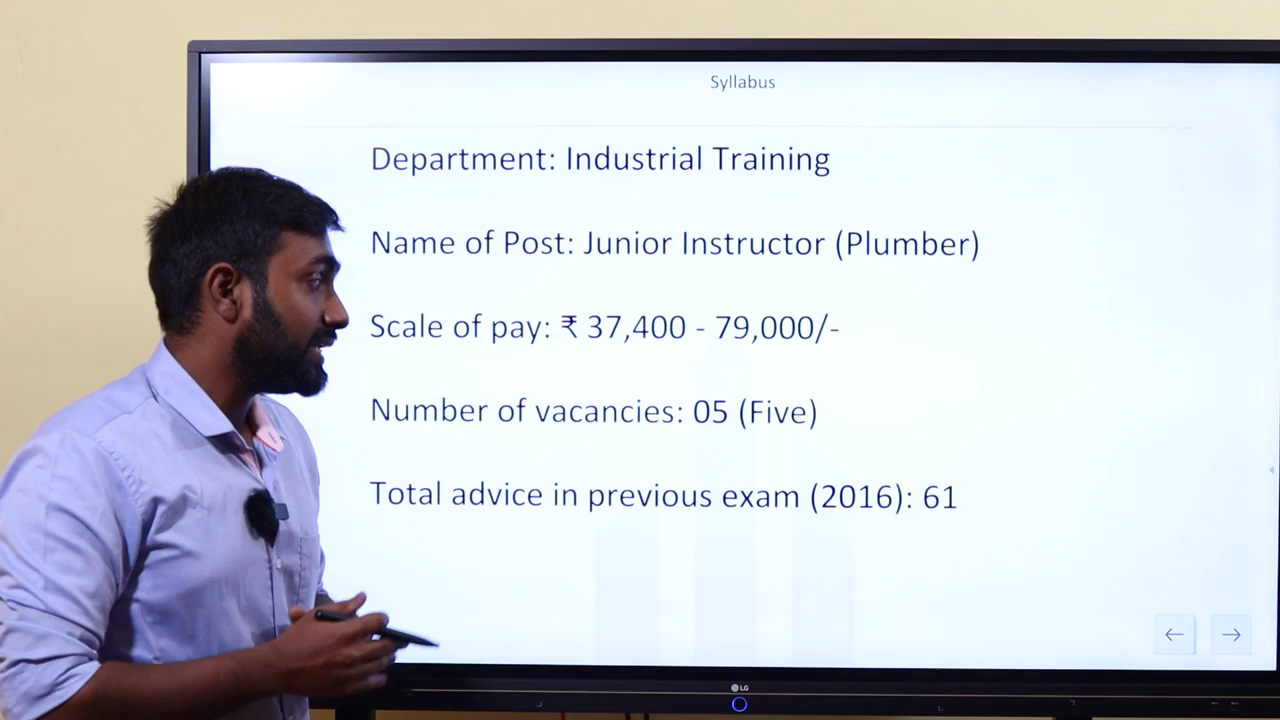 Syllabus
Department: Industrial Training
Name of Post: Junior Instructor (Plumber)
Scale of pay: ₹ 37,400 - 79,000/-
Number of vacancies: 05 (Five)
Total advice in previous exam (2016): 61
LG